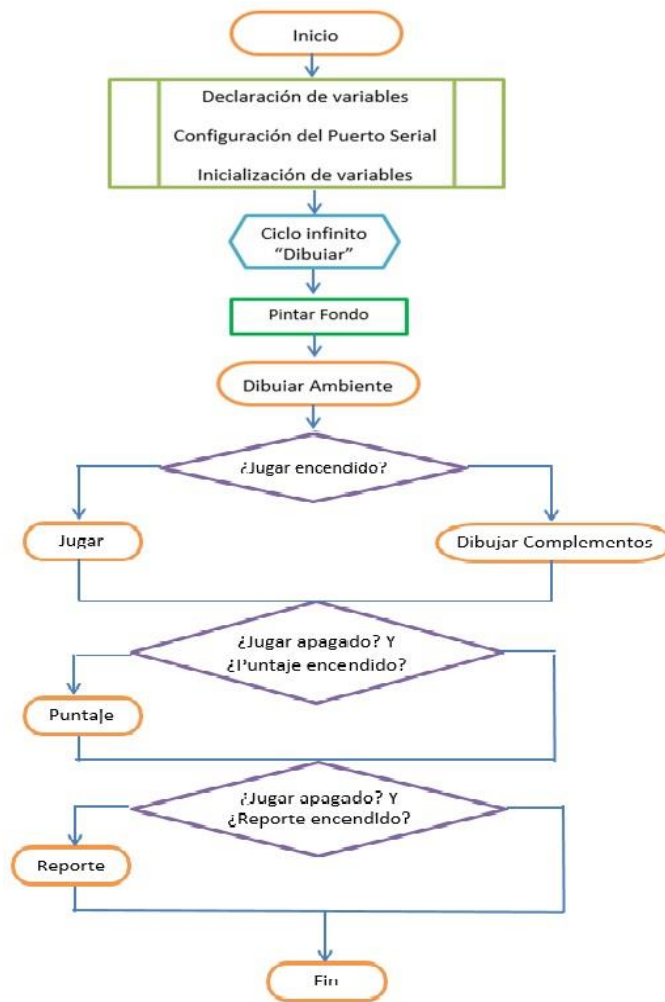 Inicio
Declaración de variables
Configuración del Puerto Serial
Inicialización de variables
Ciclo infinito
“Dibuiar”
Pintar Fondo
Dibuiar Ambiente
¿Jugar encendido?
Jugar
Dibujar Complementos
¿Jugar apagado? Y
¿Puntaje encendido?
Puntaje
¿Jugar apagado? Y
¿Reporte encendido?
Reporte
Fin